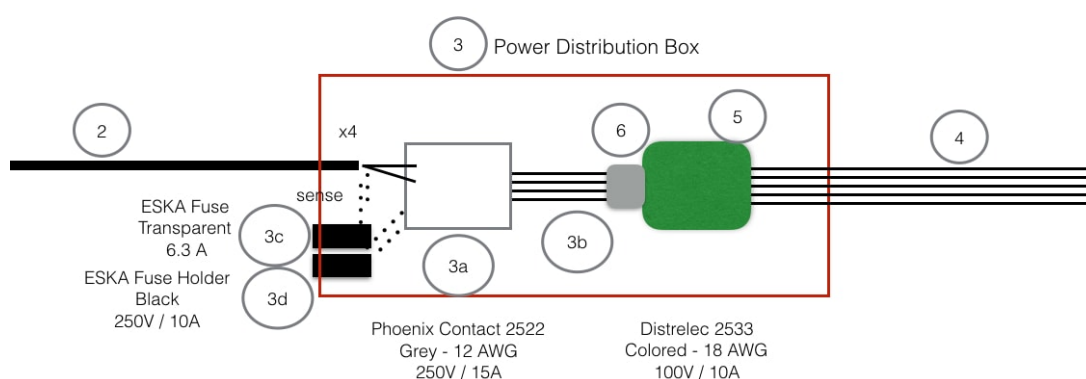 3 Power Distribution Box
2
x4
6
5
4
sense
ESKA Fuse
Transparent
6.3 A
3c
3b
3a
ESKA Fuse Holder
Black
250V / 10A
3d
Phoenix Contact 2522
Grey - 12 AWG
250V / 15A
Distrelec 2533
Colored - 18 AWG
100V / 10A